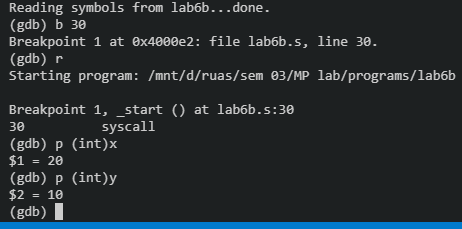 Reading symbols from lab6b...done.
(gdb) b 30
Breakpoint 1 at 0x4000e2: file lab6b.s, line 30.
(gdb) r
Starting program: /mnt/d/ruas/sem 03/MP lab/programs/lab6b
Breakpoint 1, _start () at lab6b.s:30
30          syscall
(gdb) p (int)x
$1 = 20
(gdb) p (int)y
$2 = 10
(gdb)